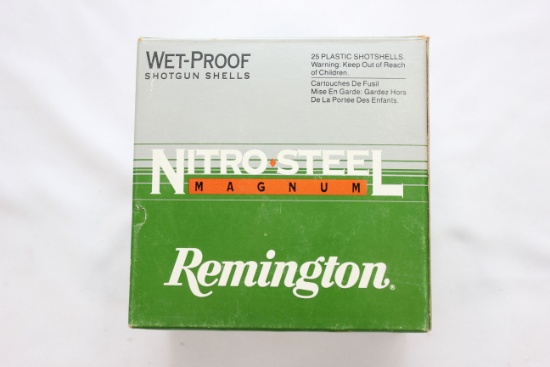 WET-PROOF
SHOTGUN SHELLS
25 PLASTIC SHOTSHELLS
Warning: Keep Out of Reach
of Children.
Cartouches De Fusil
Mise En Garde: Gardez Hors
De La Portée Des Enfants.
NITRO·STEEL
MAGNUM
Remington®